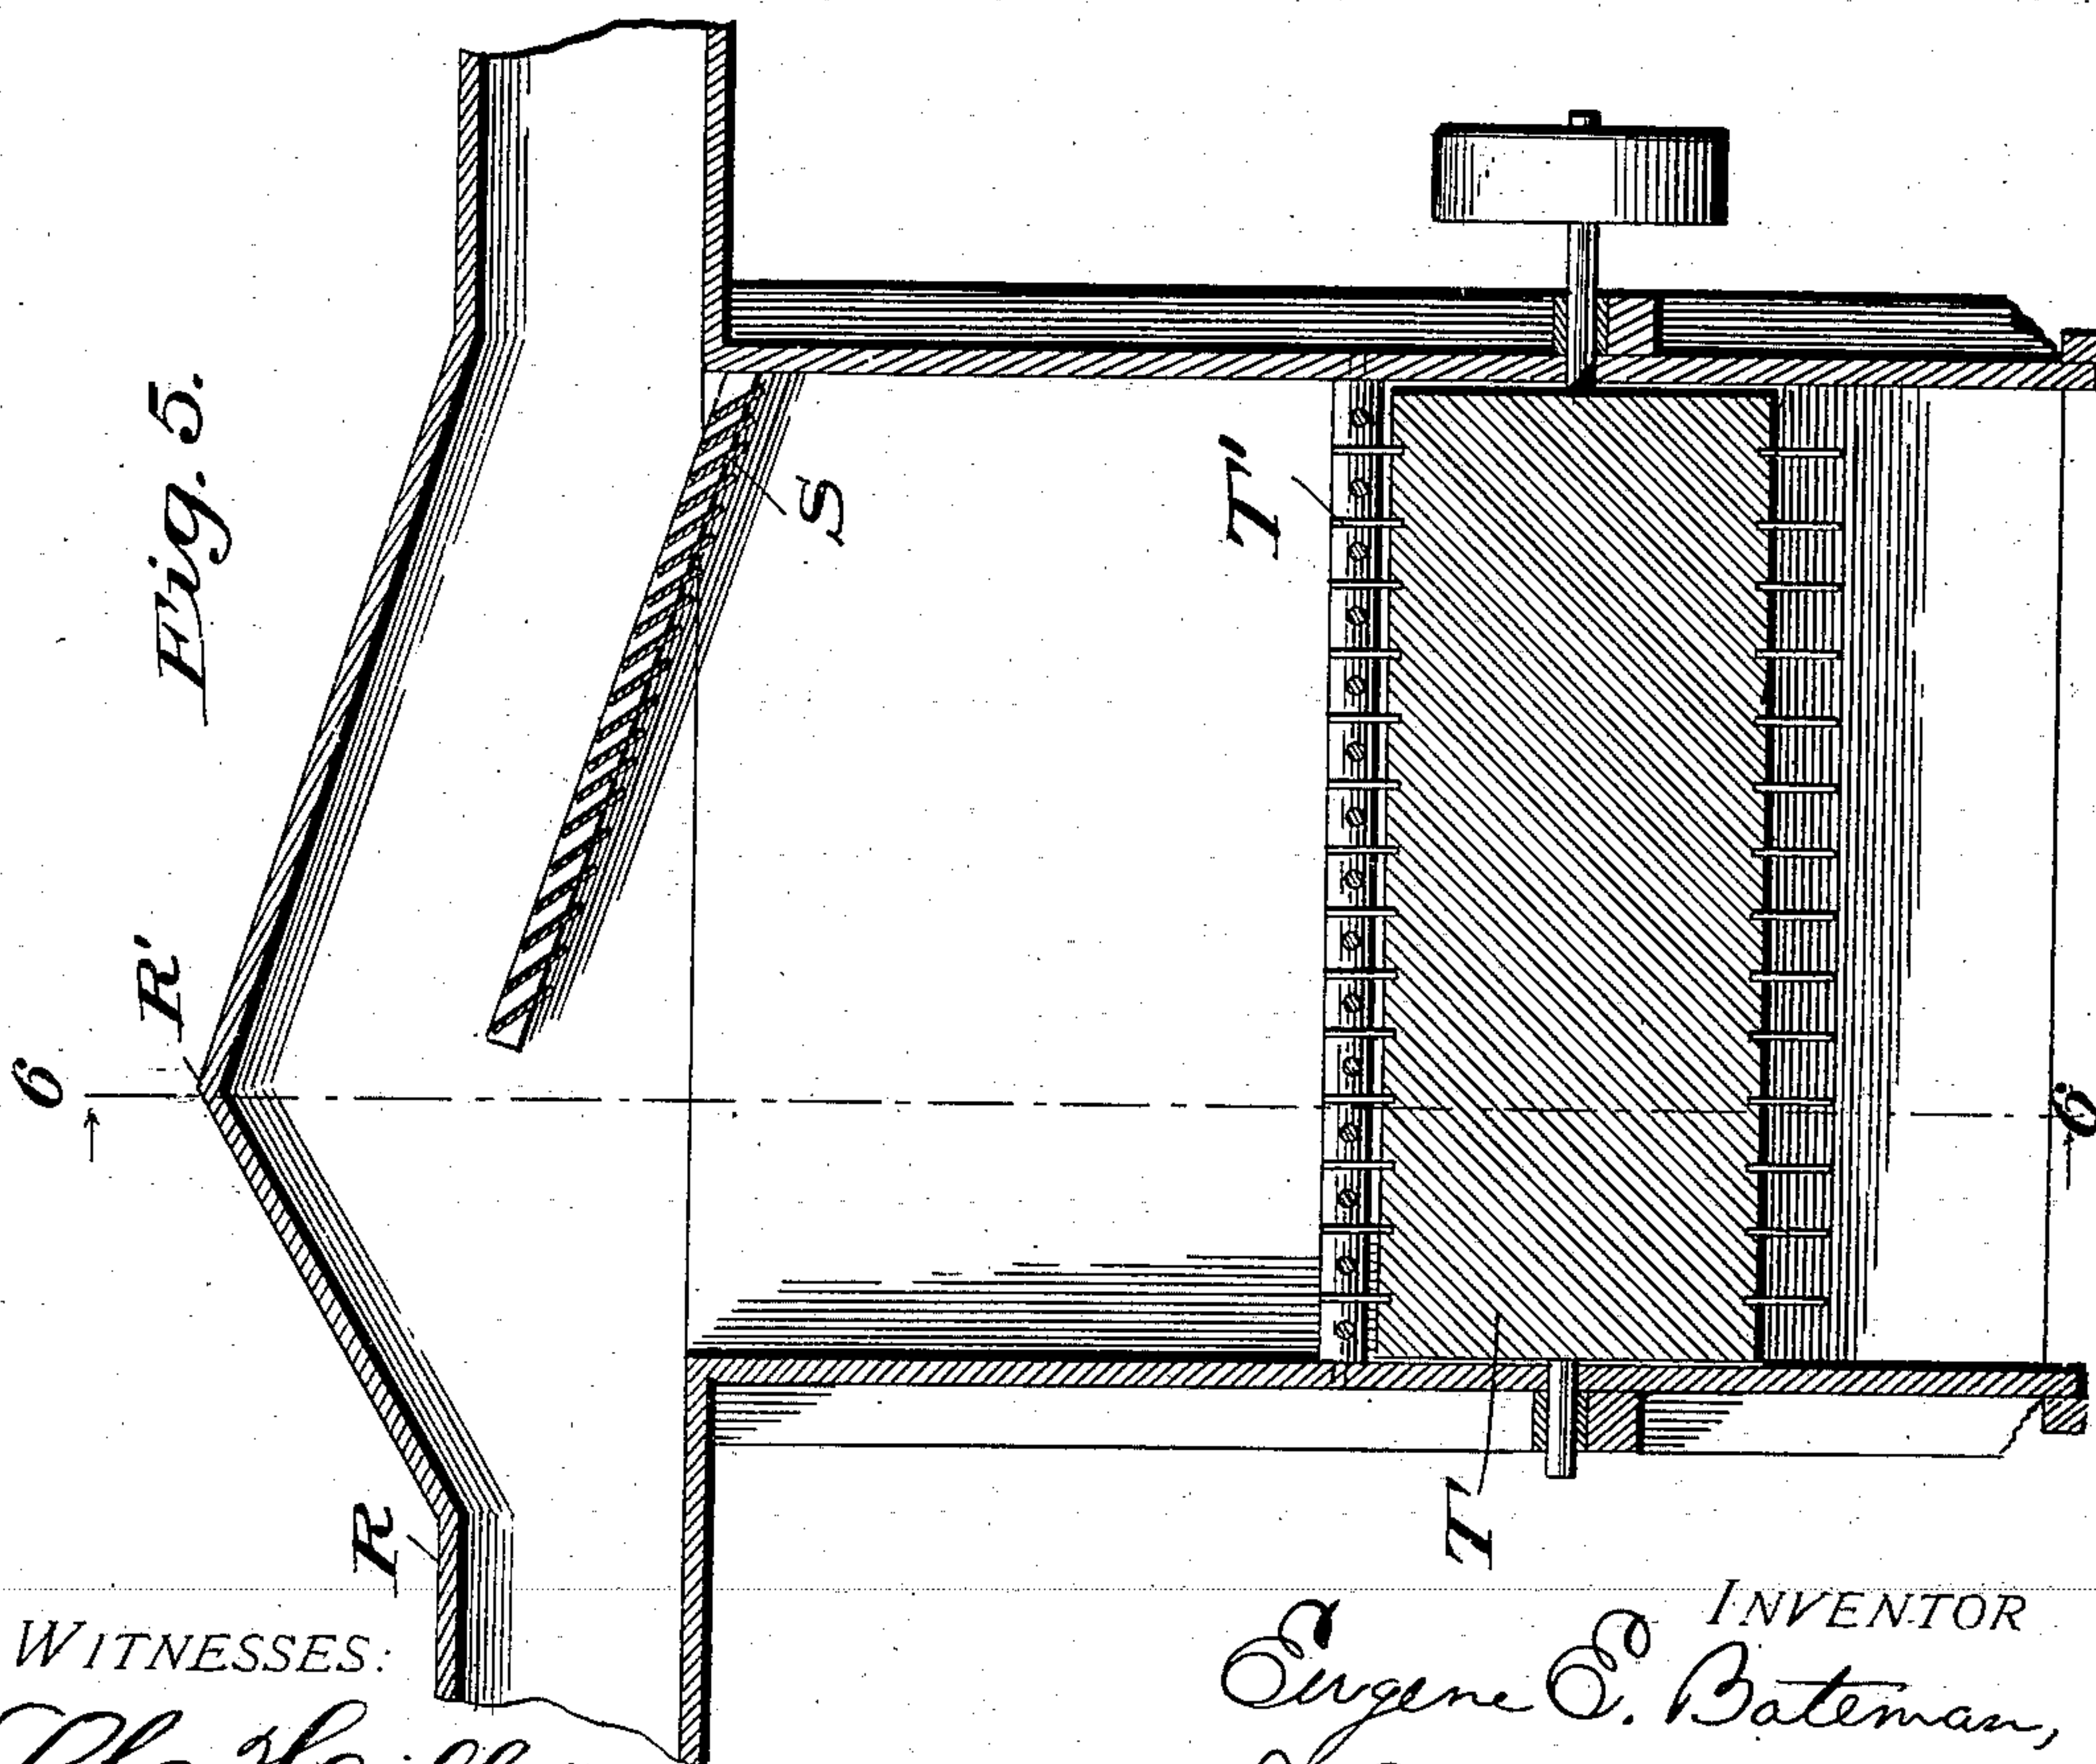 Fig. 5.
6
R'
S
T'
6
R
T
WITNESSES:
INVENTOR
Eugene E. Bateman,